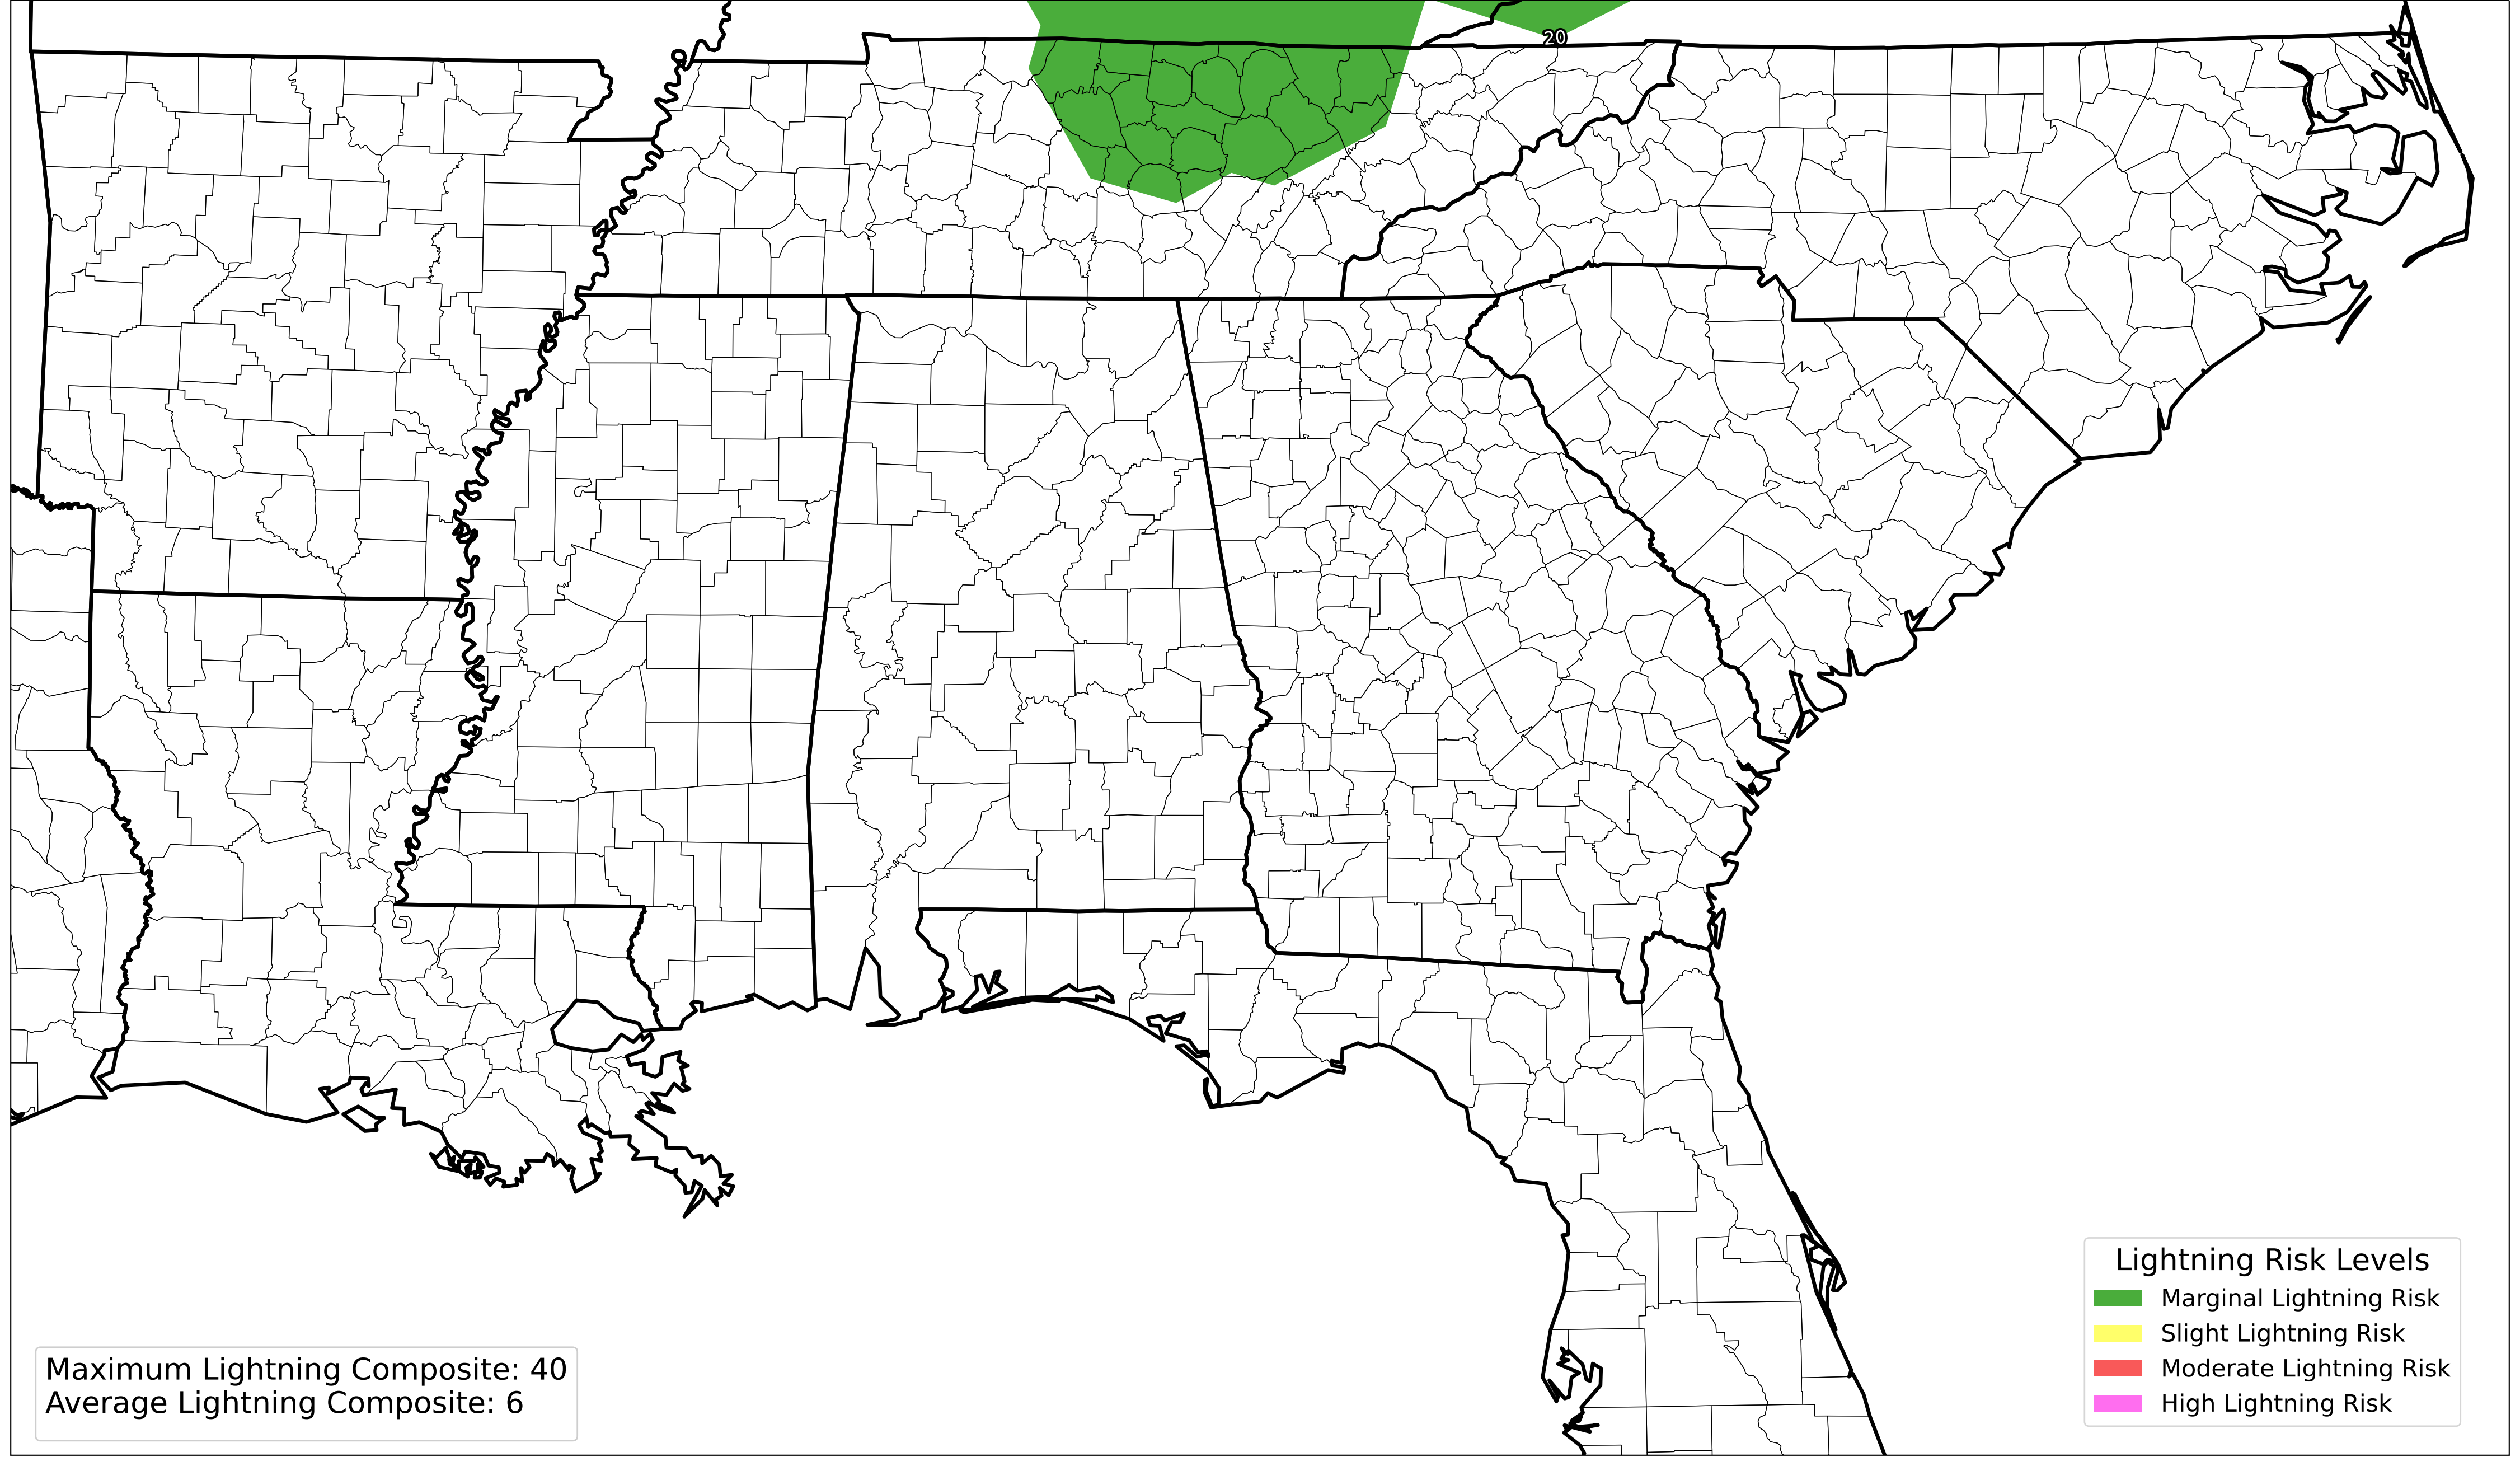 20
Lightning Risk Levels
Marginal Lightning Risk
Slight Lightning Risk
Moderate Lightning Risk
High Lightning Risk
Maximum Lightning Composite: 40
Average Lightning Composite: 6